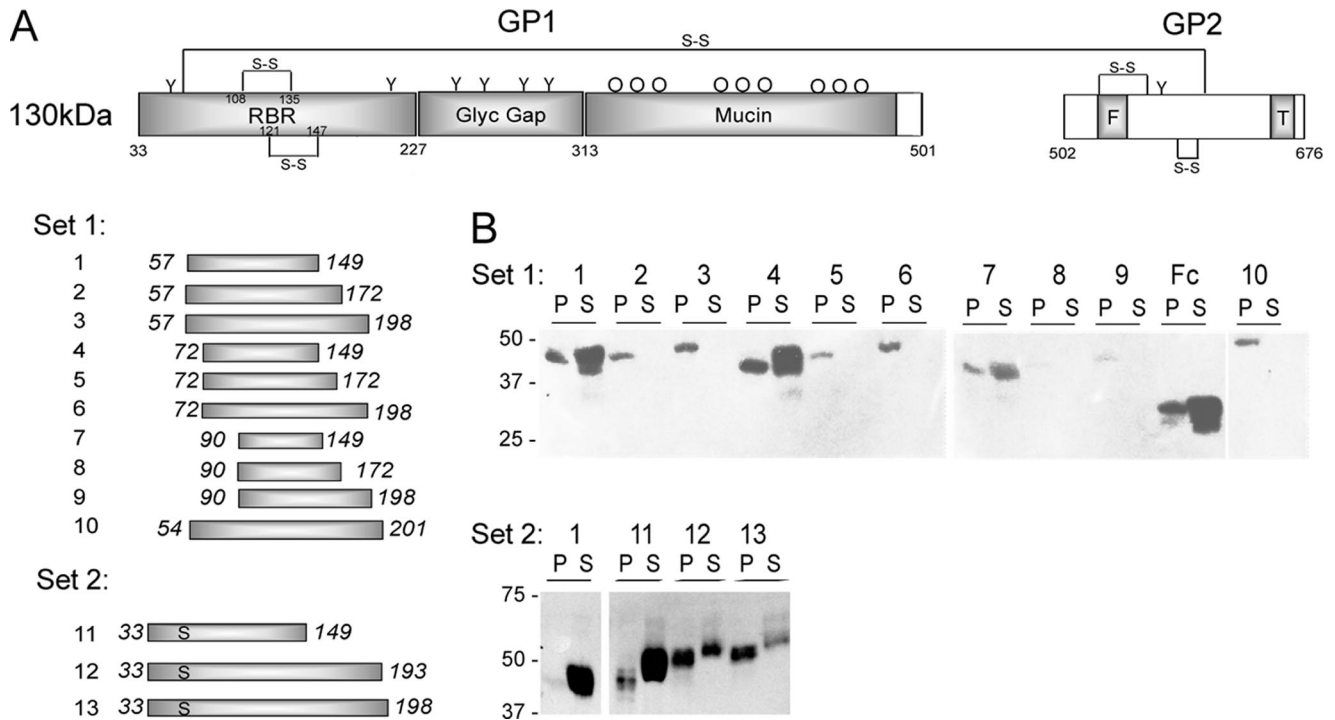 A
GP1
GP2
S-S
Y S-S Y Y Y Y Y O O O O O O O O O S-S Y
130kDa
108 135
RBR Glyc Gap Mucin F T
121 147
33 S-S 227 313 501 502 S-S 676
Set 1:
1 57 149
2 57 172
3 57 198
4 72 149
5 72 172
6 72 198
7 90 149
8 90 172
9 90 198
10 54 201
Set 2:
11 33 S 149
12 33 S 193
13 33 S 198
B
Set 1: 1 2 3 4 5 6 7 8 9 Fc 10
P S P S P S P S P S P S P S P S P S P S P S
50 -
37 -
25 -
Set 2: 1 11 12 13
P S P S P S P S
75 -
50 -
37 -